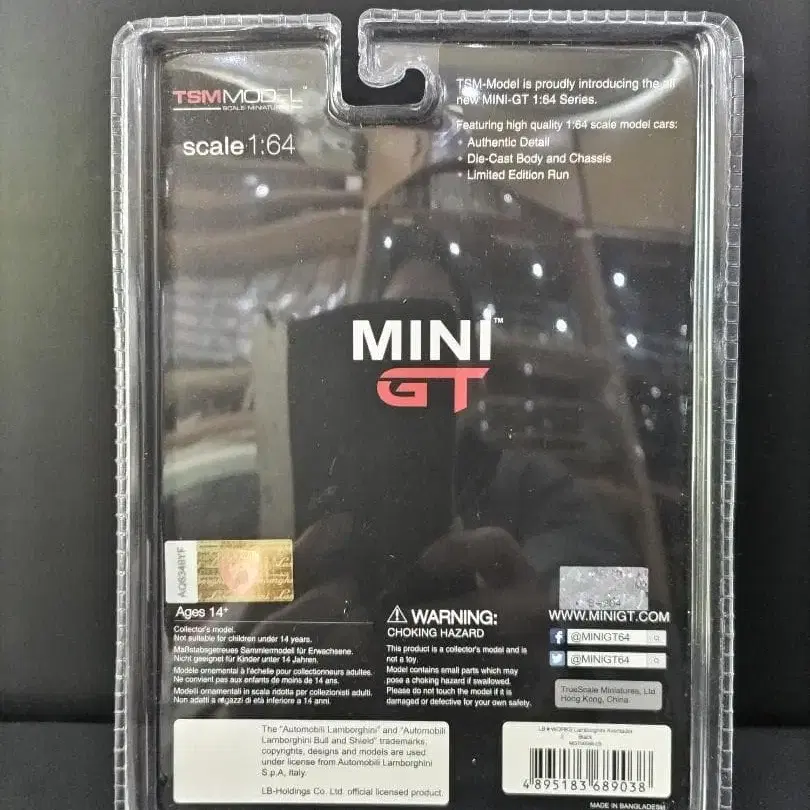 TSMMODEL™
SCALE MINIATURES
scale 1:64
TSM-Model is proudly introducing the all
new MINI-GT 1:64 Series.
Featuring high quality 1:64 scale model cars:
• Authentic Detail
• Die-Cast Body and Chassis
• Limited Edition Run
MINI™
GT
AQ6349YF
Ages 14+
Collector's model.
Not suitable for children under 14 years.
Maßstabsgetreues Sammlermodell für Erwachsene.
Nicht geeignet für Kinder unter 14 Jahren.
Modèle ornemental à l'échelle pour collectionneurs adultes.
Ne convient pas aux enfants de moins de 14 ans.
Modelli ornamentali in scala ridotta per collezionisti adulti.
Non adatti a ragazzi di età inferiore a 14 anni.
⚠ WARNING:
CHOKING HAZARD
This product is a collector's model and is
not a toy.
Model contains small parts which may
pose a choking hazard if swallowed.
Please do not touch the model if it is
damaged or defective for your own safety.
WWW.MINIGT.COM
@MINIGT64
@MINIGT64
TrueScale Miniatures, Ltd
Hong Kong, China
The "Automobili Lamborghini" and "Automobili
Lamborghini Bull and Shield" trademarks,
copyrights, designs and models are used
under license from Automobili Lamborghini
S.p.A, Italy.
LB-Holdings Co. Ltd. official licensed product.
LB★WORKS Lamborghini Aventador
Black
4 895183 689038
MADE IN BANGLADESH